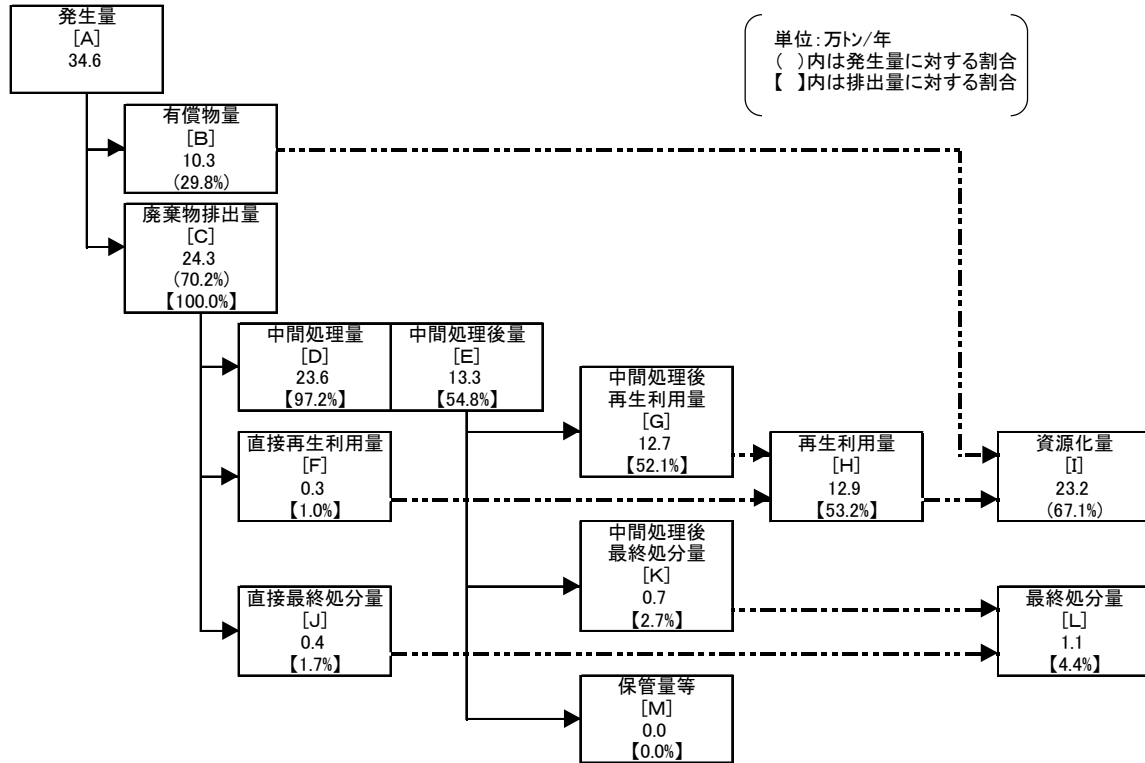 発生量
[A]
34.6
単位:万トン/年
( )内は発生量に対する割合
【 】内は排出量に対する割合
有償物量
[B]
10.3
(29.8%)
廃棄物排出量
[C]
24.3
(70.2%)
【100.0%】
中間処理量
[D]
23.6
【97.2%】
中間処理後量
[E]
13.3
【54.8%】
中間処理後
再生利用量
[G]
12.7
【52.1%】
直接再生利用量
[F]
0.3
【1.0%】
再生利用量
[H]
12.9
【53.2%】
資源化量
[I]
23.2
(67.1%)
中間処理後
最終処分量
[K]
0.7
【2.7%】
直接最終処分量
[J]
0.4
【1.7%】
最終処分量
[L]
1.1
【4.4%】
保管量等
[M]
0.0
【0.0%】